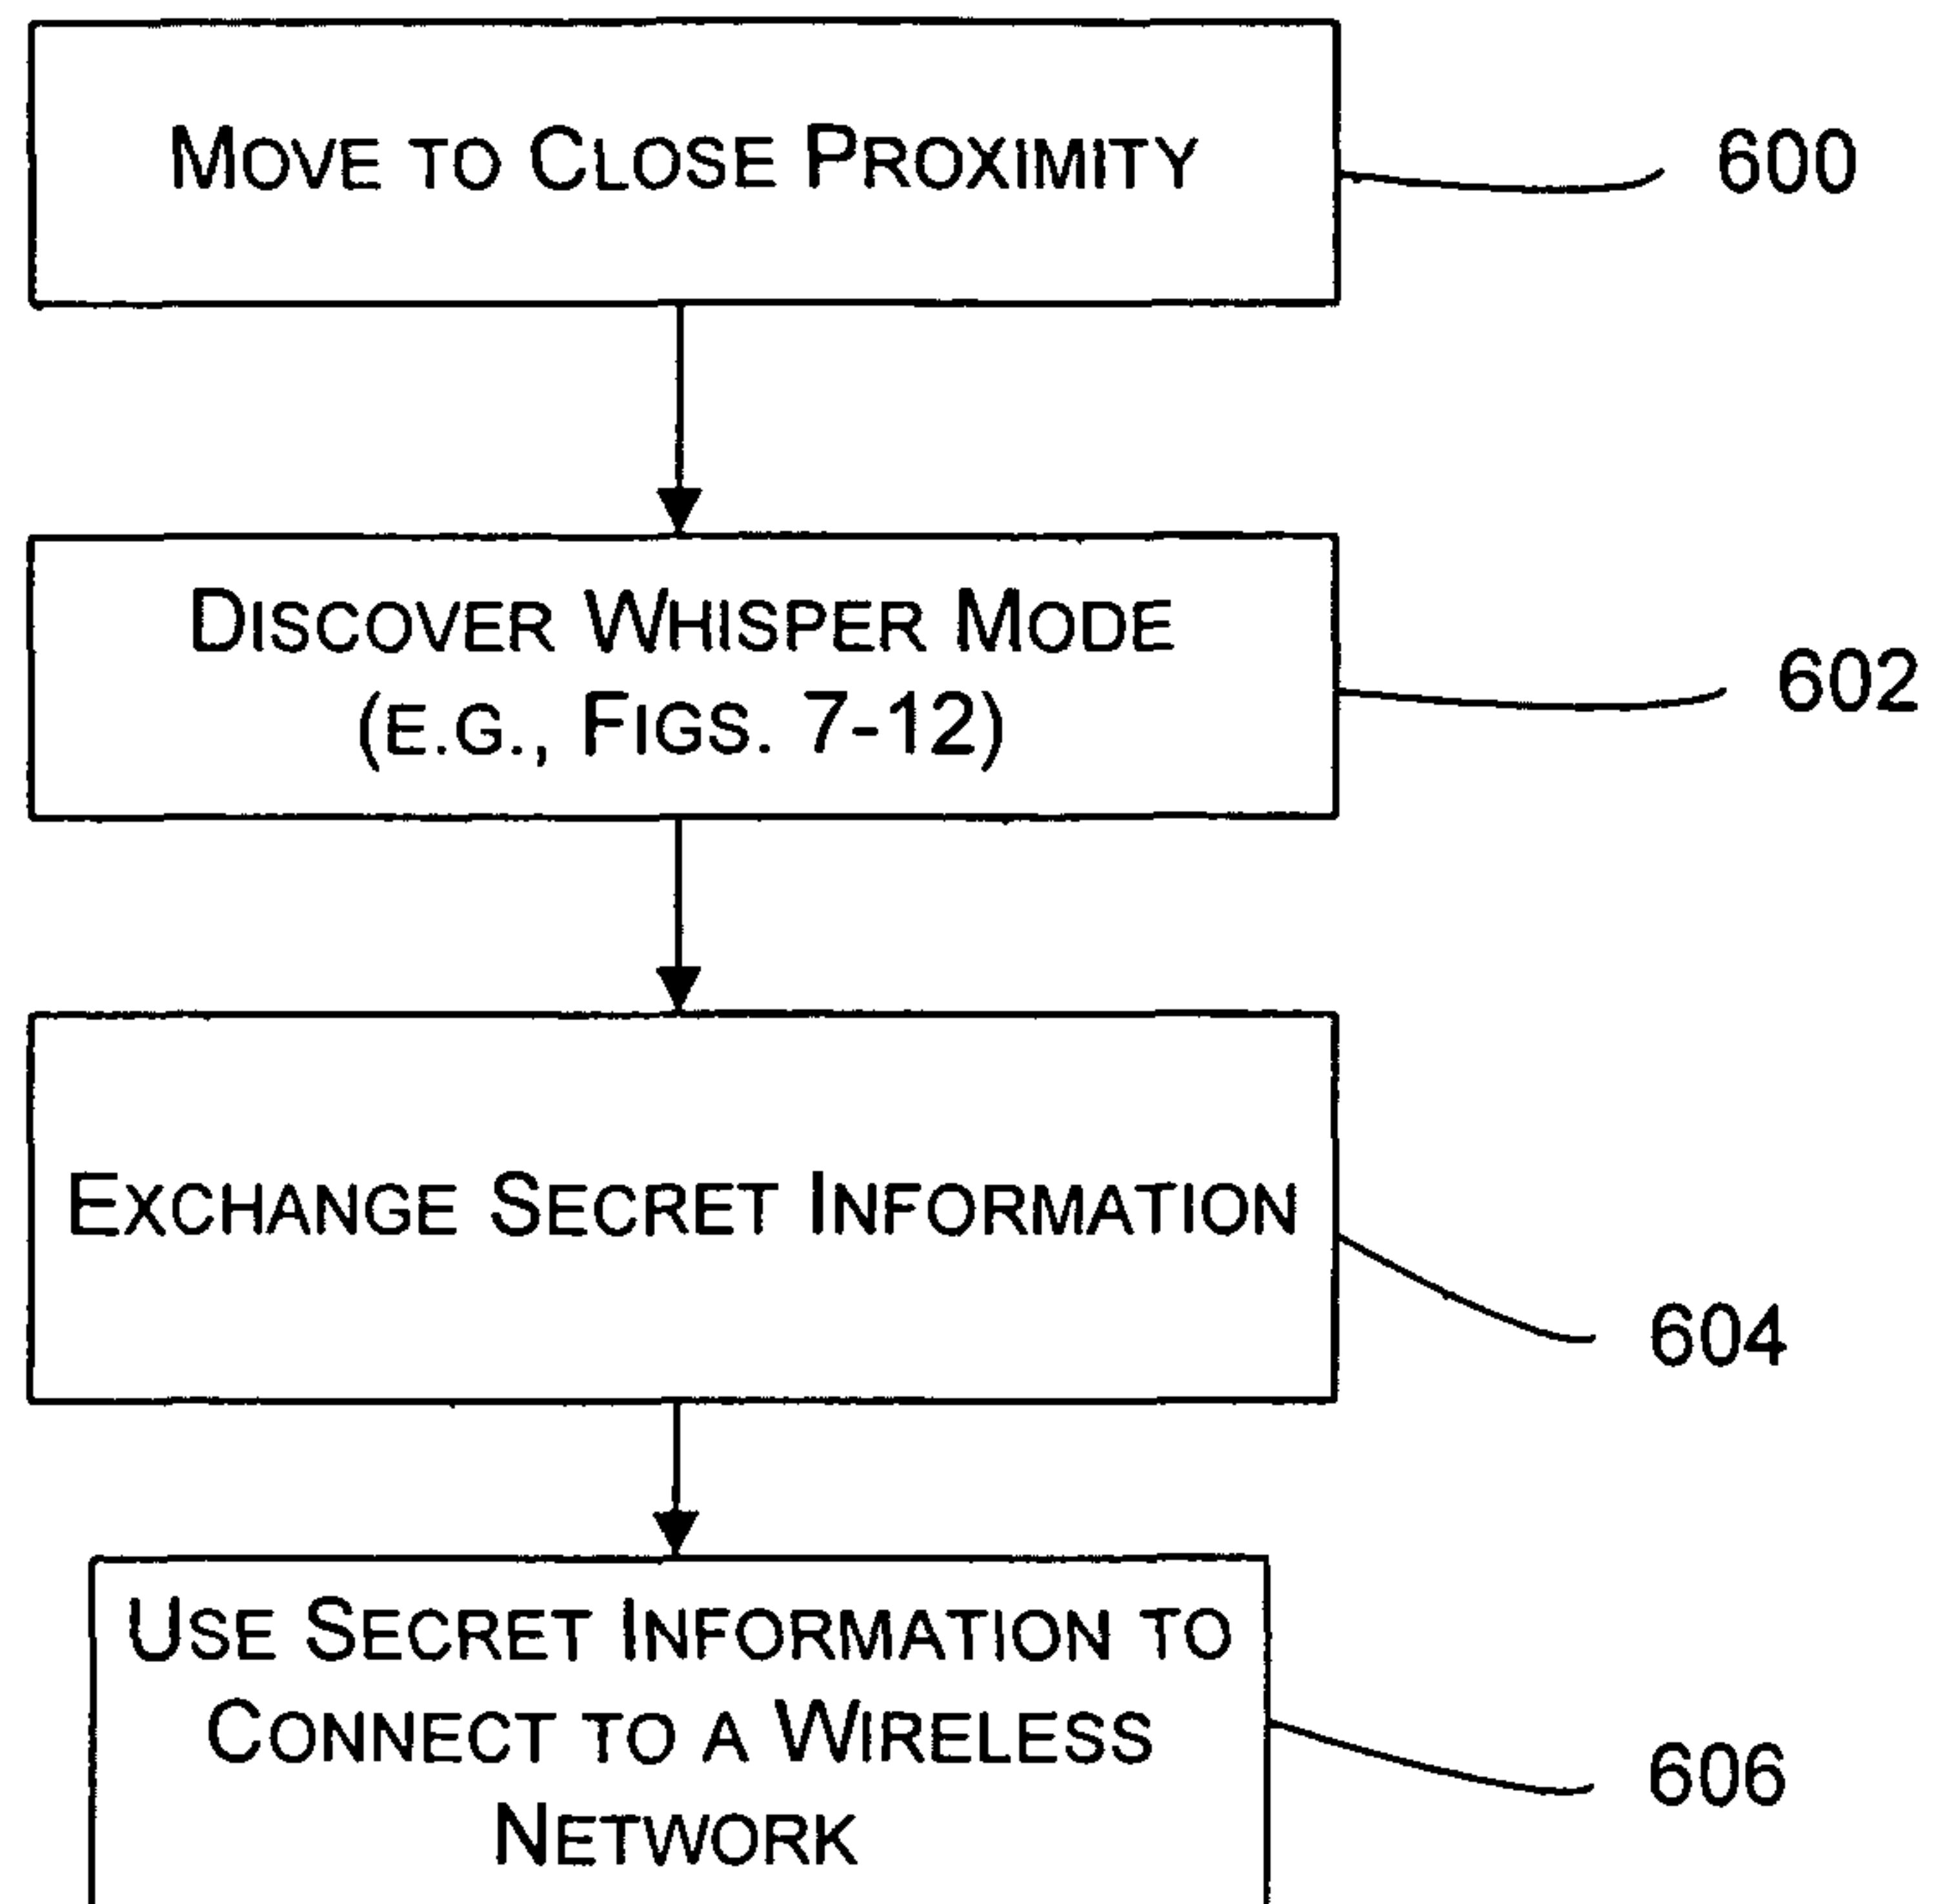 MOVE TO CLOSE PROXIMITY
600
DISCOVER WHISPER MODE
(E.G., FIGS. 7-12)
602
EXCHANGE SECRET INFORMATION
604
USE SECRET INFORMATION TO
CONNECT TO A WIRELESS
NETWORK
606